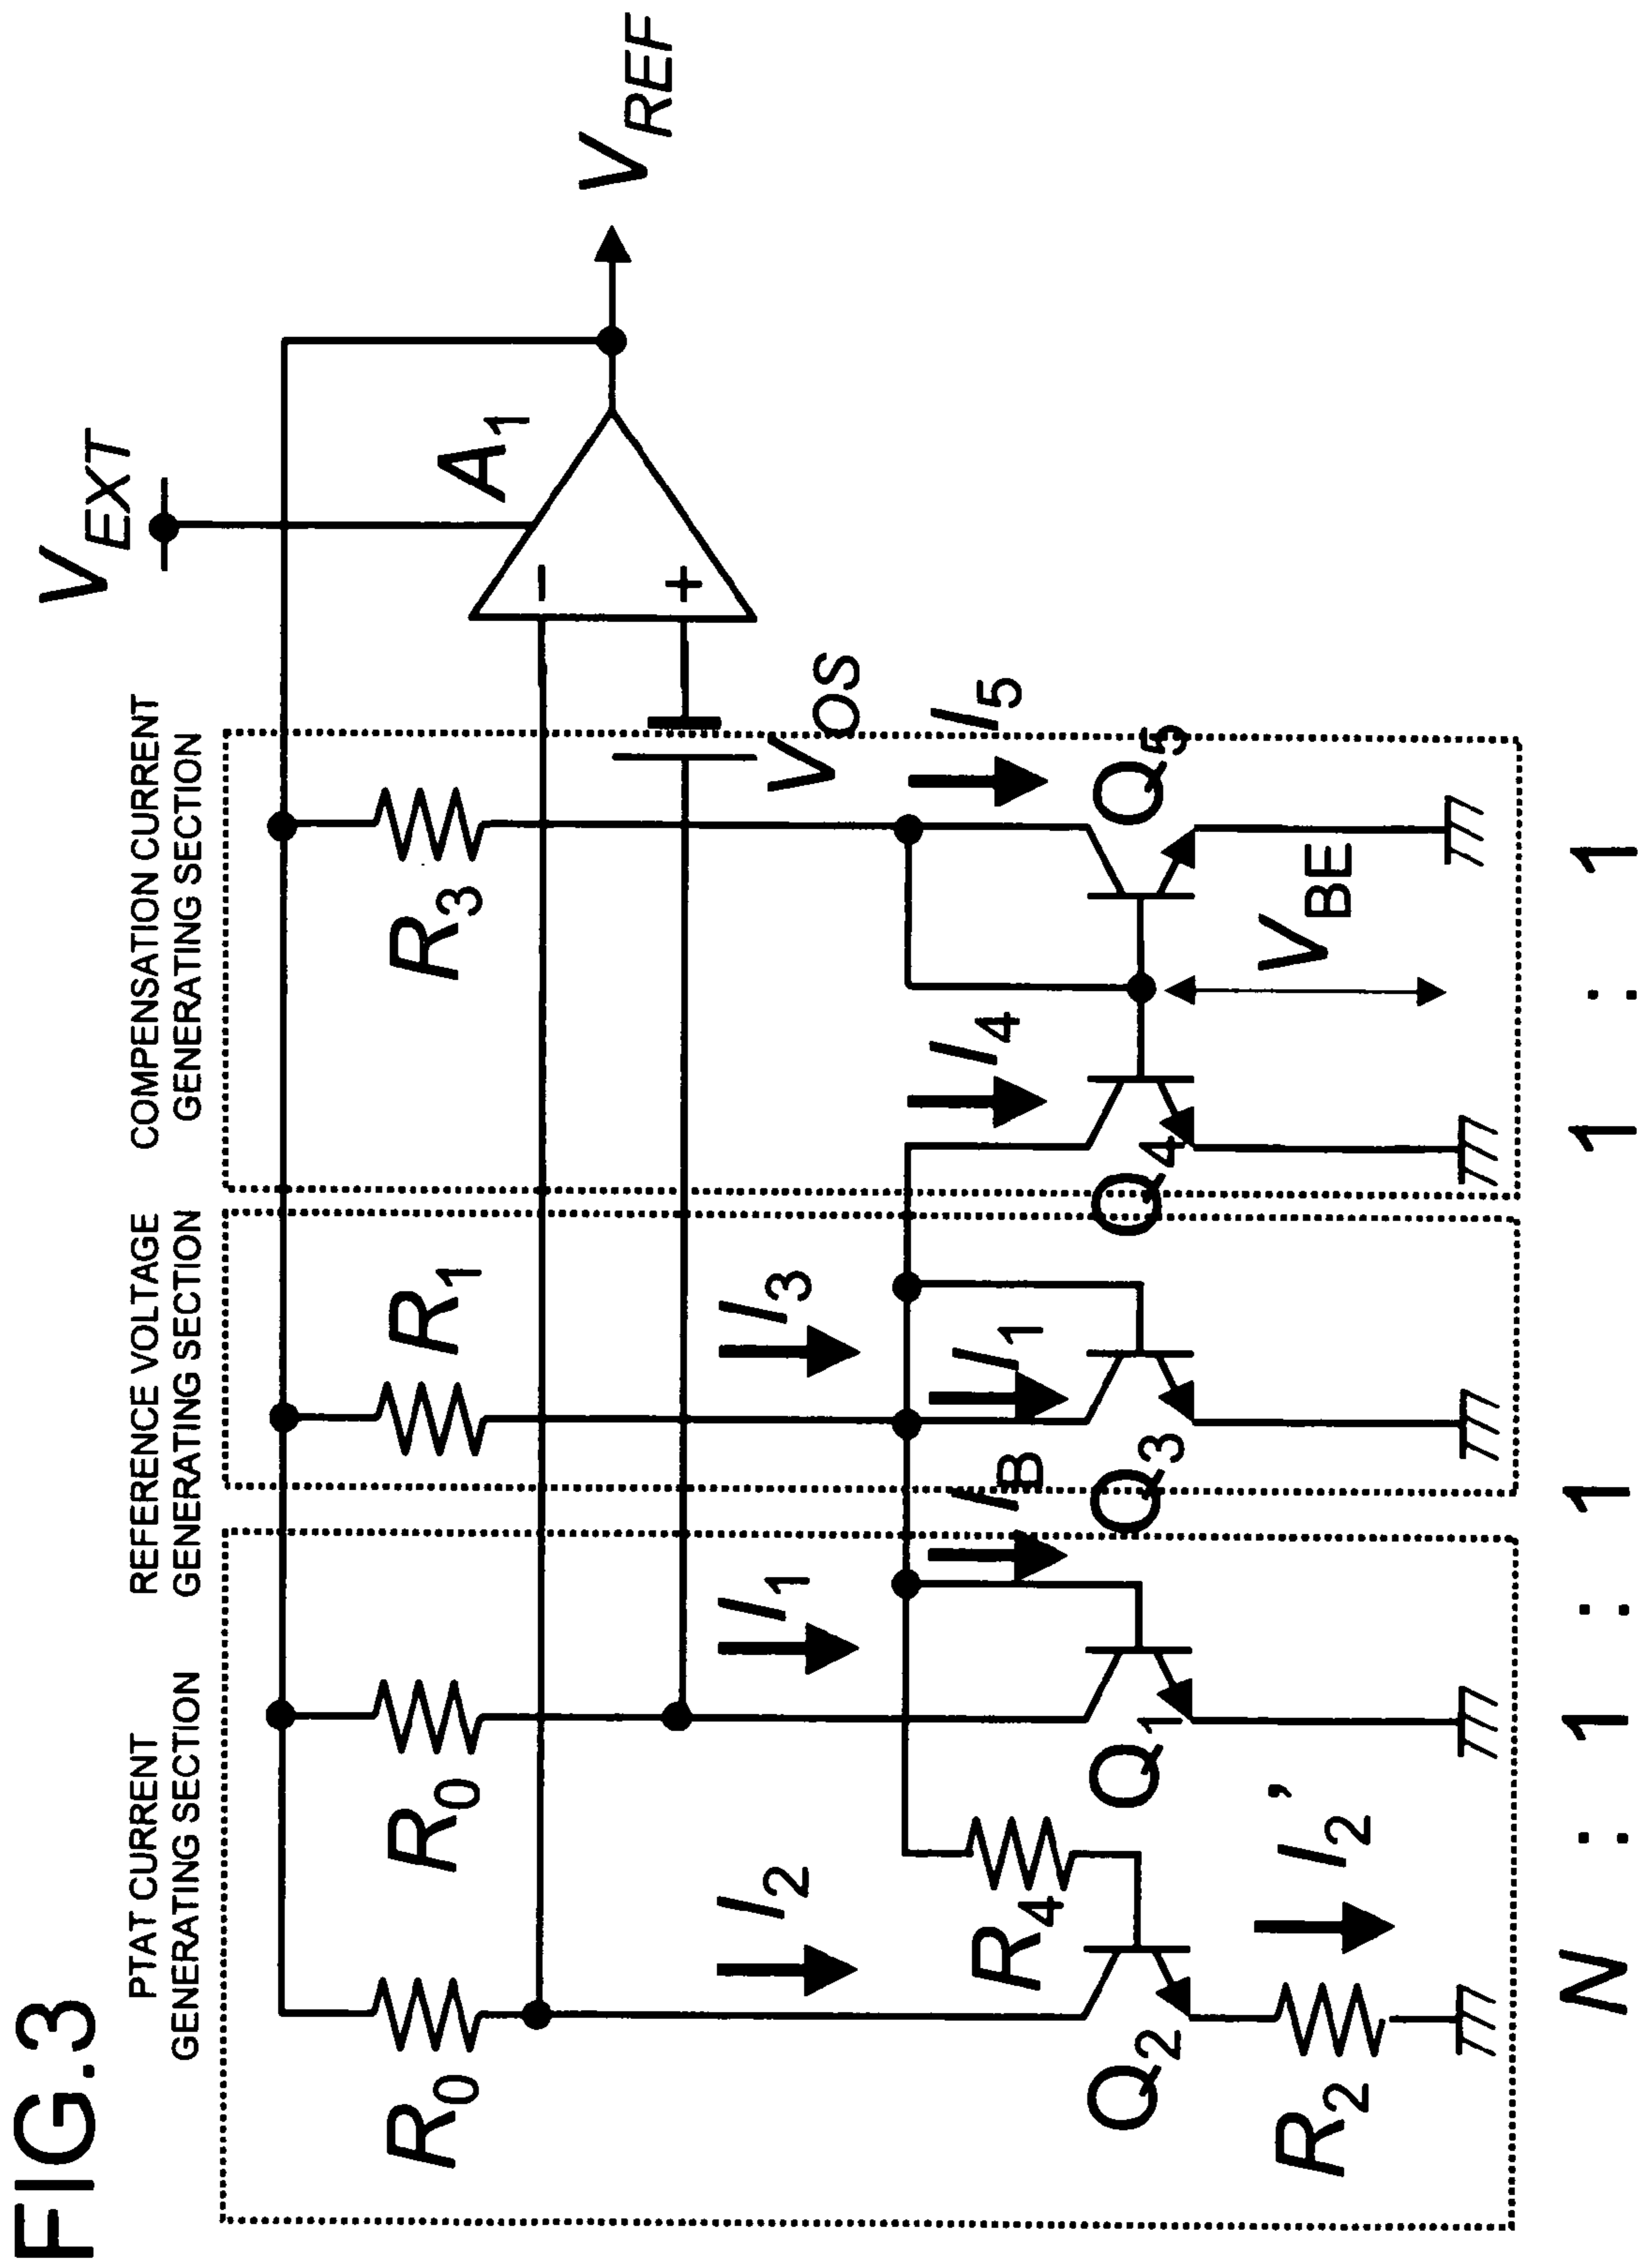 FIG.3
PTAT CURRENT
GENERATING SECTION
REFERENCE VOLTAGE
GENERATING SECTION
COMPENSATION CURRENT
GENERATING SECTION
V_EXT
R_0
R_0
R_1
R_3
A_1
−
+
V_REF
I_2
I_1
I_3
V_OS
R_4
I_B
I_1
I_4
I_5
Q_2
Q_1
Q_3
Q_4
Q_5
R_2
I_2’
V_BE
N : 1 : 1 1 : 1